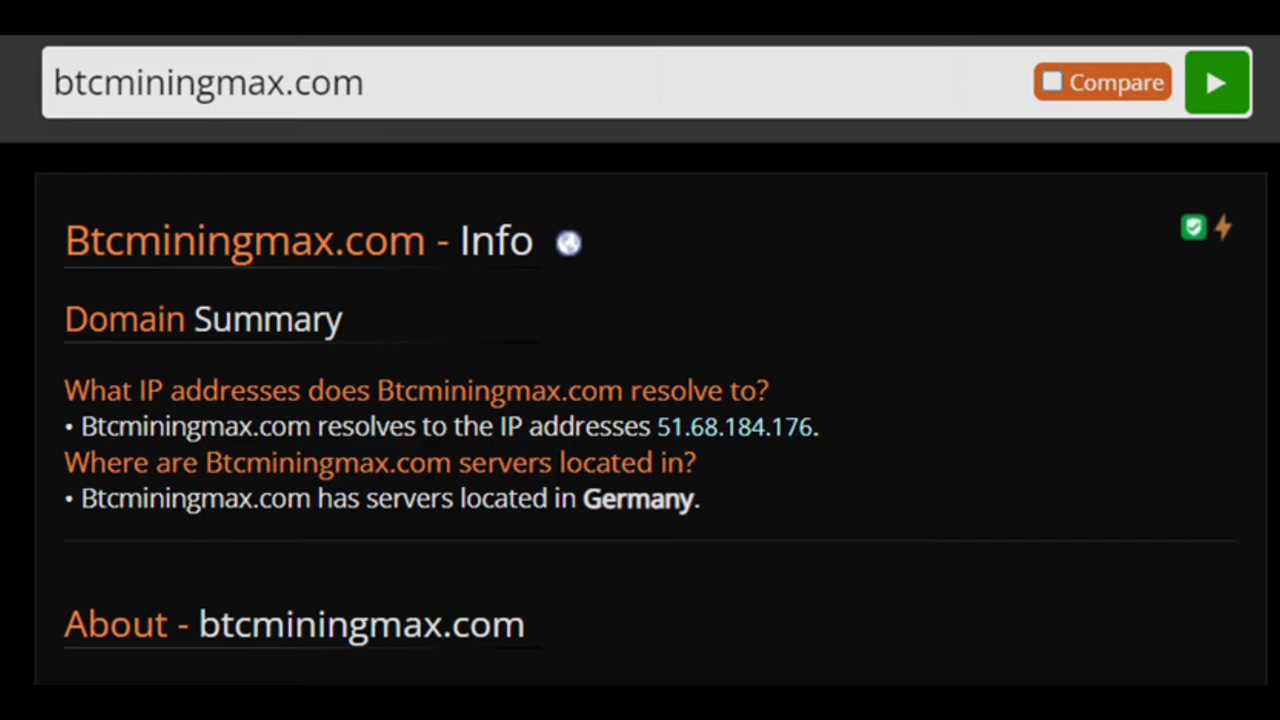 btcminingmax.com
Compare
Btcminingmax.com - Info
Domain Summary
What IP addresses does Btcminingmax.com resolve to?
• Btcminingmax.com resolves to the IP addresses 51.68.184.176.
Where are Btcminingmax.com servers located in?
• Btcminingmax.com has servers located in Germany.
About - btcminingmax.com